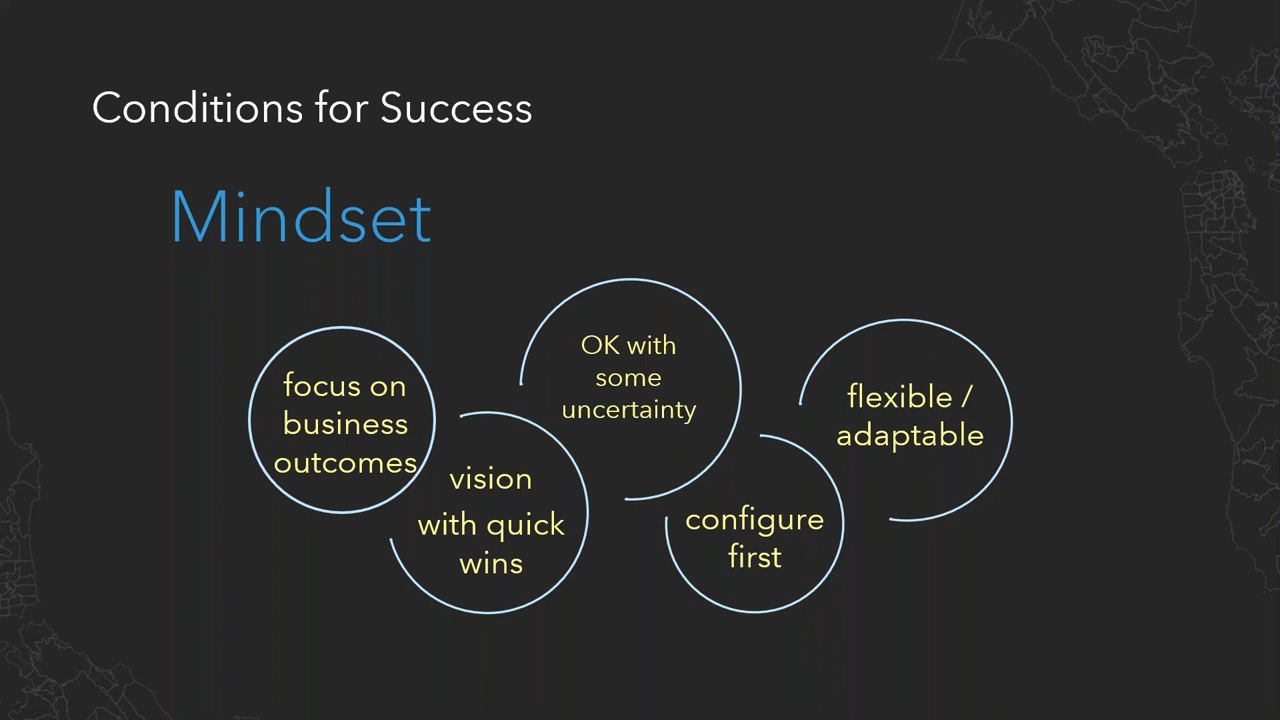 Conditions for Success
Mindset
focus on
business
outcomes
vision
with quick
wins
OK with
some
uncertainty
configure
first
flexible /
adaptable